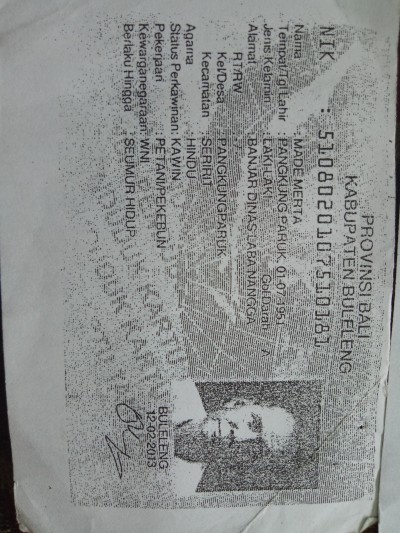 PROVINSI BALI
KABUPATEN BULELENG
NIK : 5108020107510181
Nama : MADE MERTA
Tempat/Tgl Lahir : PANGKUNG PARUK, 01-07-1951
Jenis Kelamin : LAKI-LAKI Gol Darah : A
Alamat : BANJAR DINAS LABA NANGGA
RT/RW :
Kel/Desa : PANGKUNGPARUK
Kecamatan : SERIRIT
Agama : HINDU
Status Perkawinan: KAWIN
Pekerjaan : PETANI/PEKEBUN
Kewarganegaraan: WNI
Berlaku Hingga : SEUMUR HIDUP
BULELENG
12-02-2013